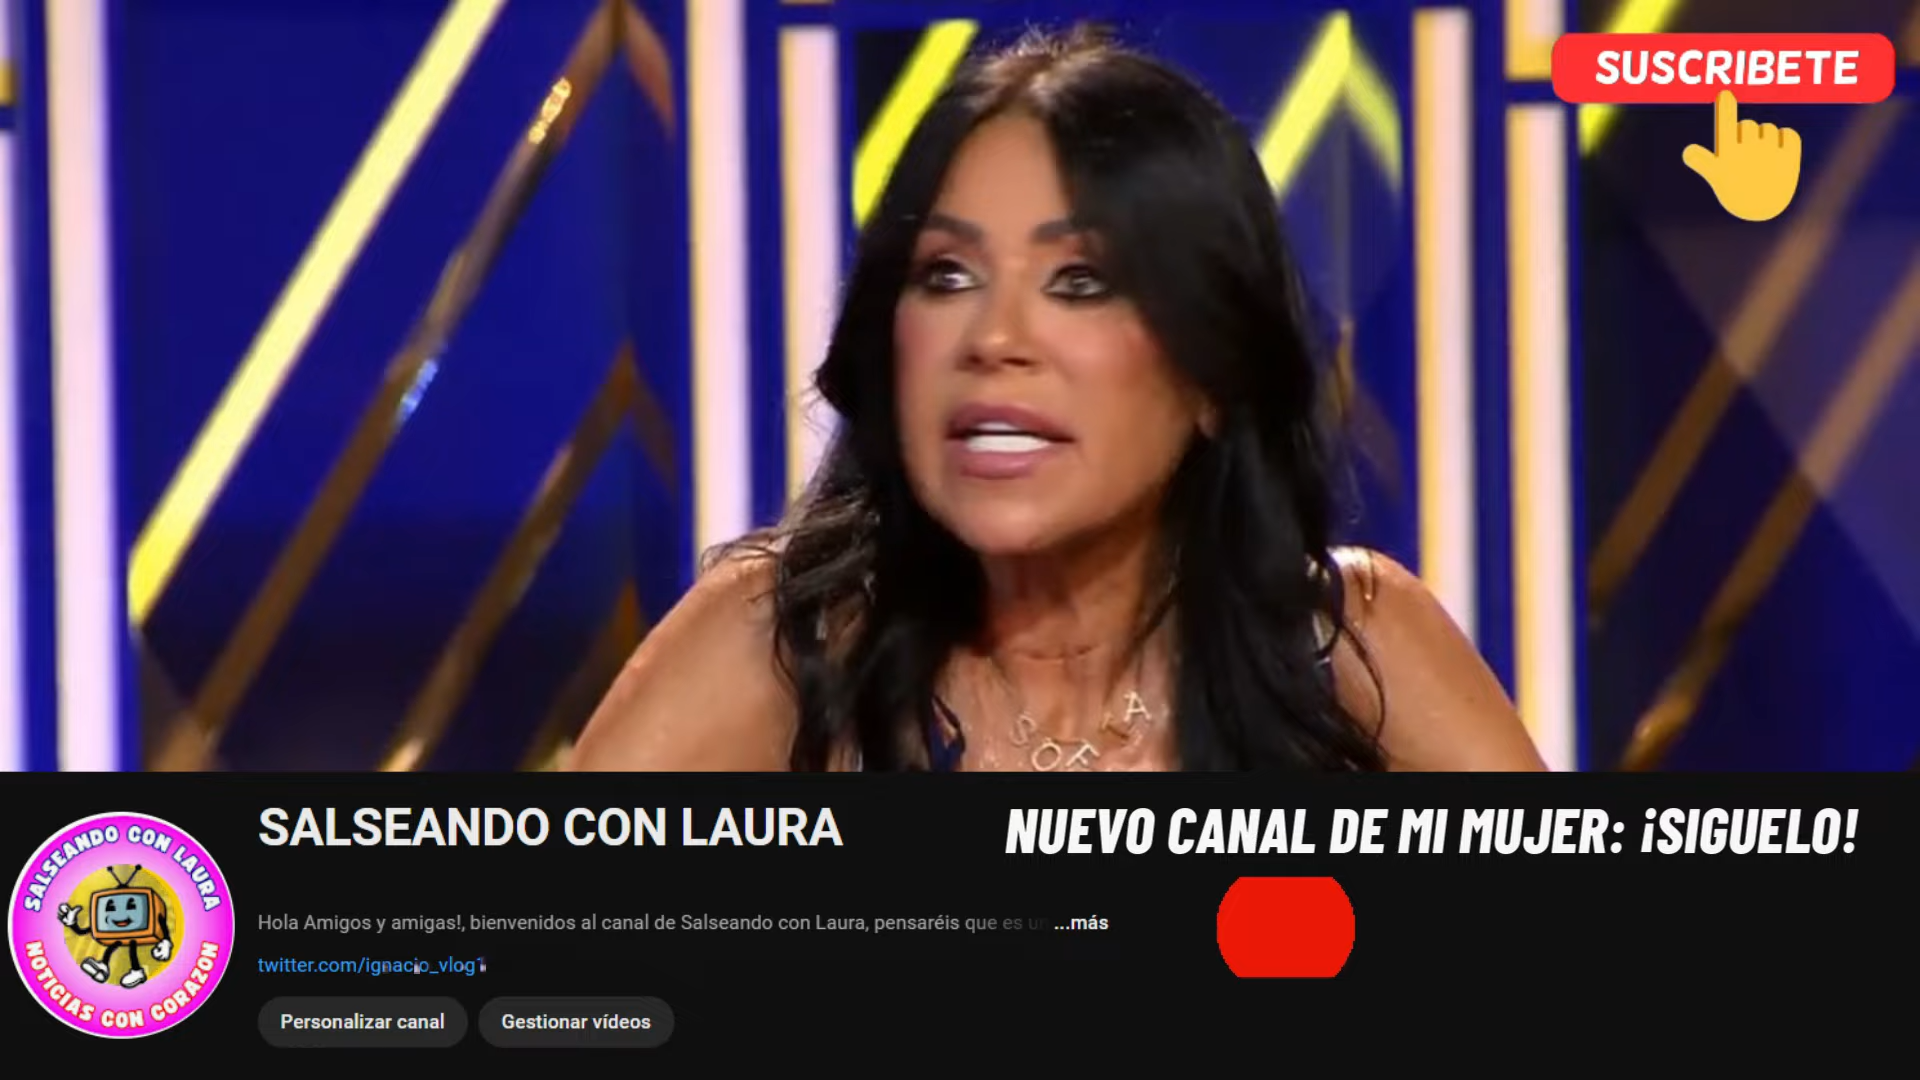 SUSCRIBETE
SALSEANDO CON LAURA
NUEVO CANAL DE MI MUJER: ¡SIGUELO!
SALSEANDO CON LAURA
NOTICIAS CON CORAZON
Hola Amigos y amigas!, bienvenidos al canal de Salseando con Laura, pensaréis que es un ...más
twitter.com/ignacio_vlog1
Personalizar canal
Gestionar vídeos